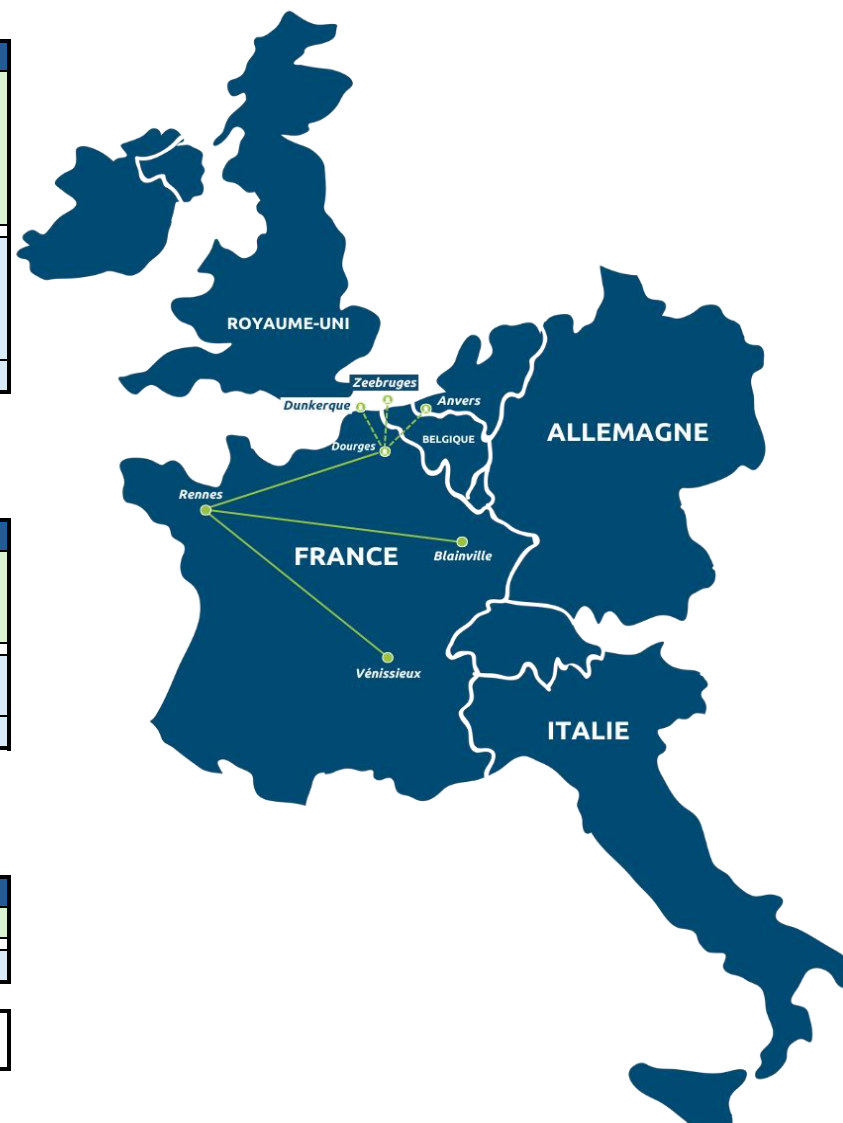 ROYAUME-UNI
Zeebruges
Dunkerque
Anvers
ALLEMAGNE
BELGIQUE
Dourges
Rennes
FRANCE
Blainville
Vénissieux
ITALIE